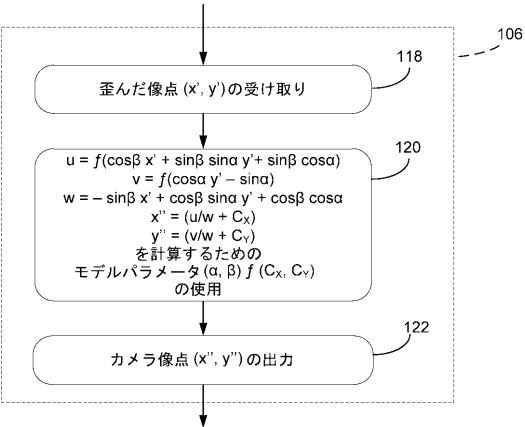 106
118
歪んだ像点 (x’, y’) の受け取り
120
u = ƒ(cosβ x’ + sinβ sinα y’+ sinβ cosα)
v = ƒ(cosα y’ – sinα)
w = – sinβ x’ + cosβ sinα y’ + cosβ cosα
x’’ = (u/w + CX)
y’’ = (v/w + CY)
を計算するための
モデルパラメータ(α, β) ƒ (CX, CY)
の使用
122
カメラ像点 (x’’, y’’) の出力